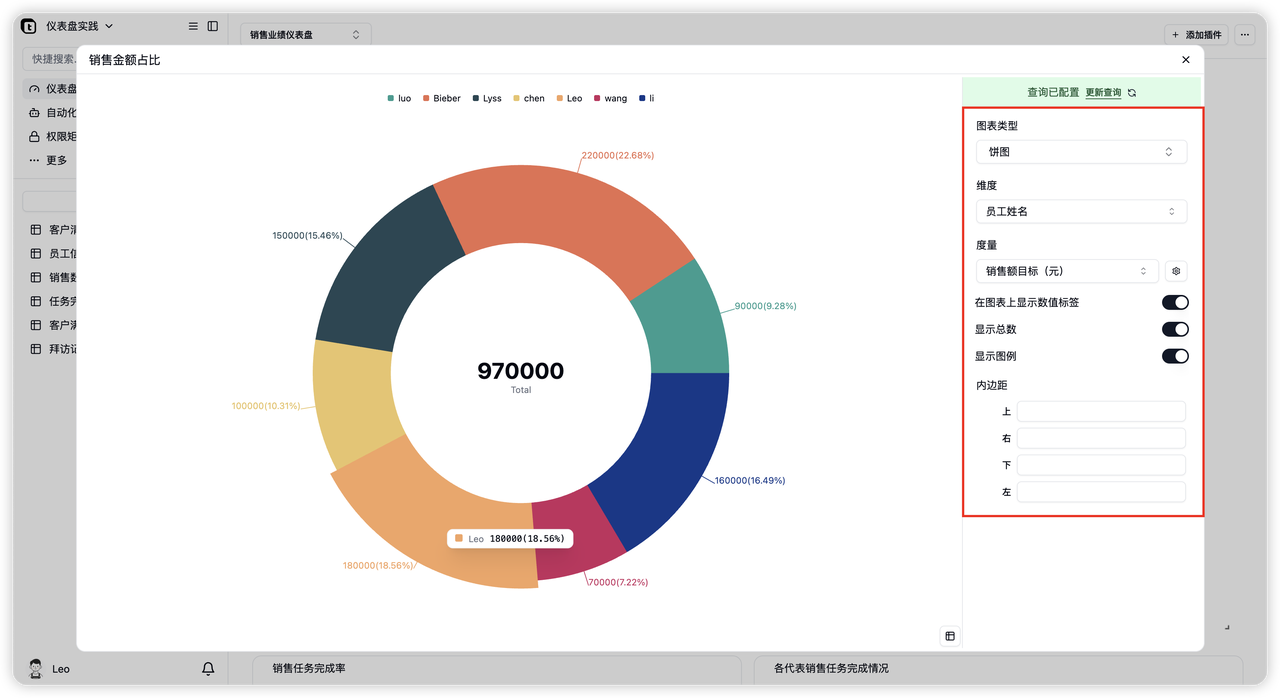 仪表盘实践
销售业绩仪表盘
添加插件
快捷搜索.
仪表盘
自动化
权限矩
更多
客户满
员工信
销售数
任务完
客户满
拜访记
Leo
销售金额占比
luo Bieber Lyss chen Leo wang li
220000(22.68%)
150000(15.46%)
90000(9.28%)
970000
Total
100000(10.31%)
160000(16.49%)
Leo 180000(18.56%)
180000(18.56%)
70000(7.22%)
查询已配置 更新查询
图表类型
饼图
维度
员工姓名
度量
销售额目标（元）
在图表上显示数值标签
显示总数
显示图例
内边距
上
右
下
左
销售任务完成率
各代表销售任务完成情况